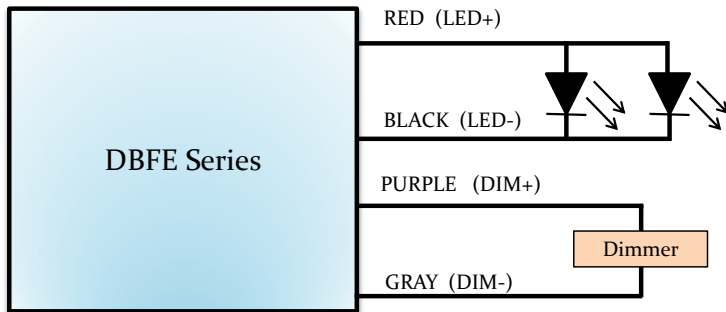 RED (LED+)
BLACK (LED-)
DBFE Series
PURPLE (DIM+)
Dimmer
GRAY (DIM-)